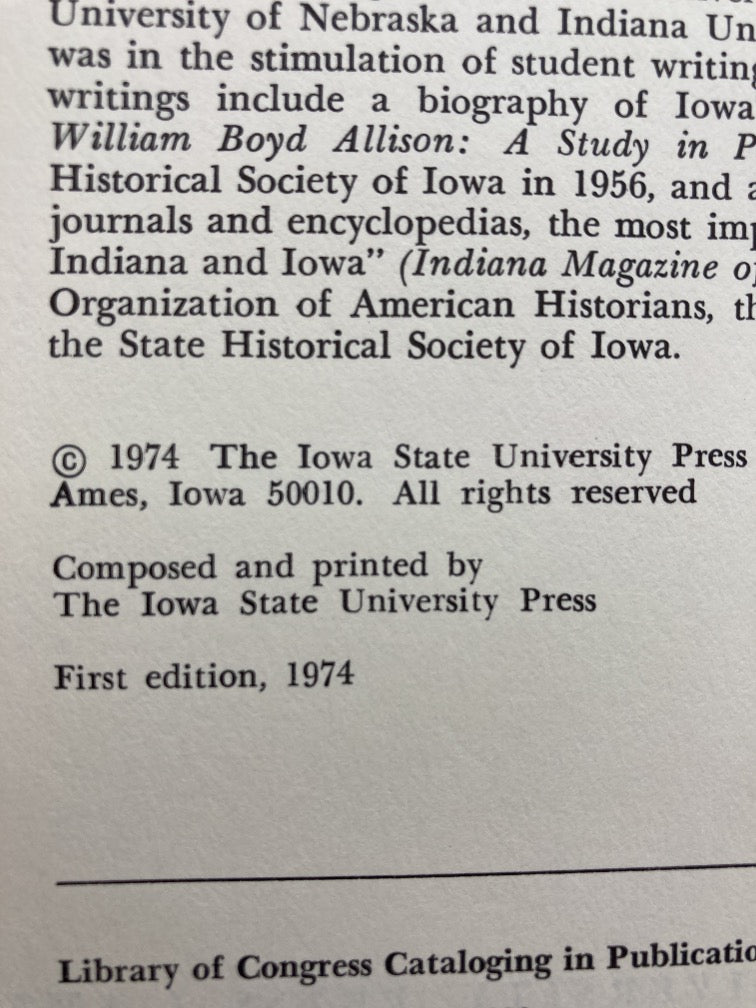 University of Nebraska and Indiana Un
was in the stimulation of student writing
writings include a biography of Iowa
William Boyd Allison: A Study in P
Historical Society of Iowa in 1956, and a
journals and encyclopedias, the most imp
Indiana and Iowa” (Indiana Magazine of
Organization of American Historians, th
the State Historical Society of Iowa.
© 1974 The Iowa State University Press
Ames, Iowa 50010. All rights reserved
Composed and printed by
The Iowa State University Press
First edition, 1974
Library of Congress Cataloging in Publicatio